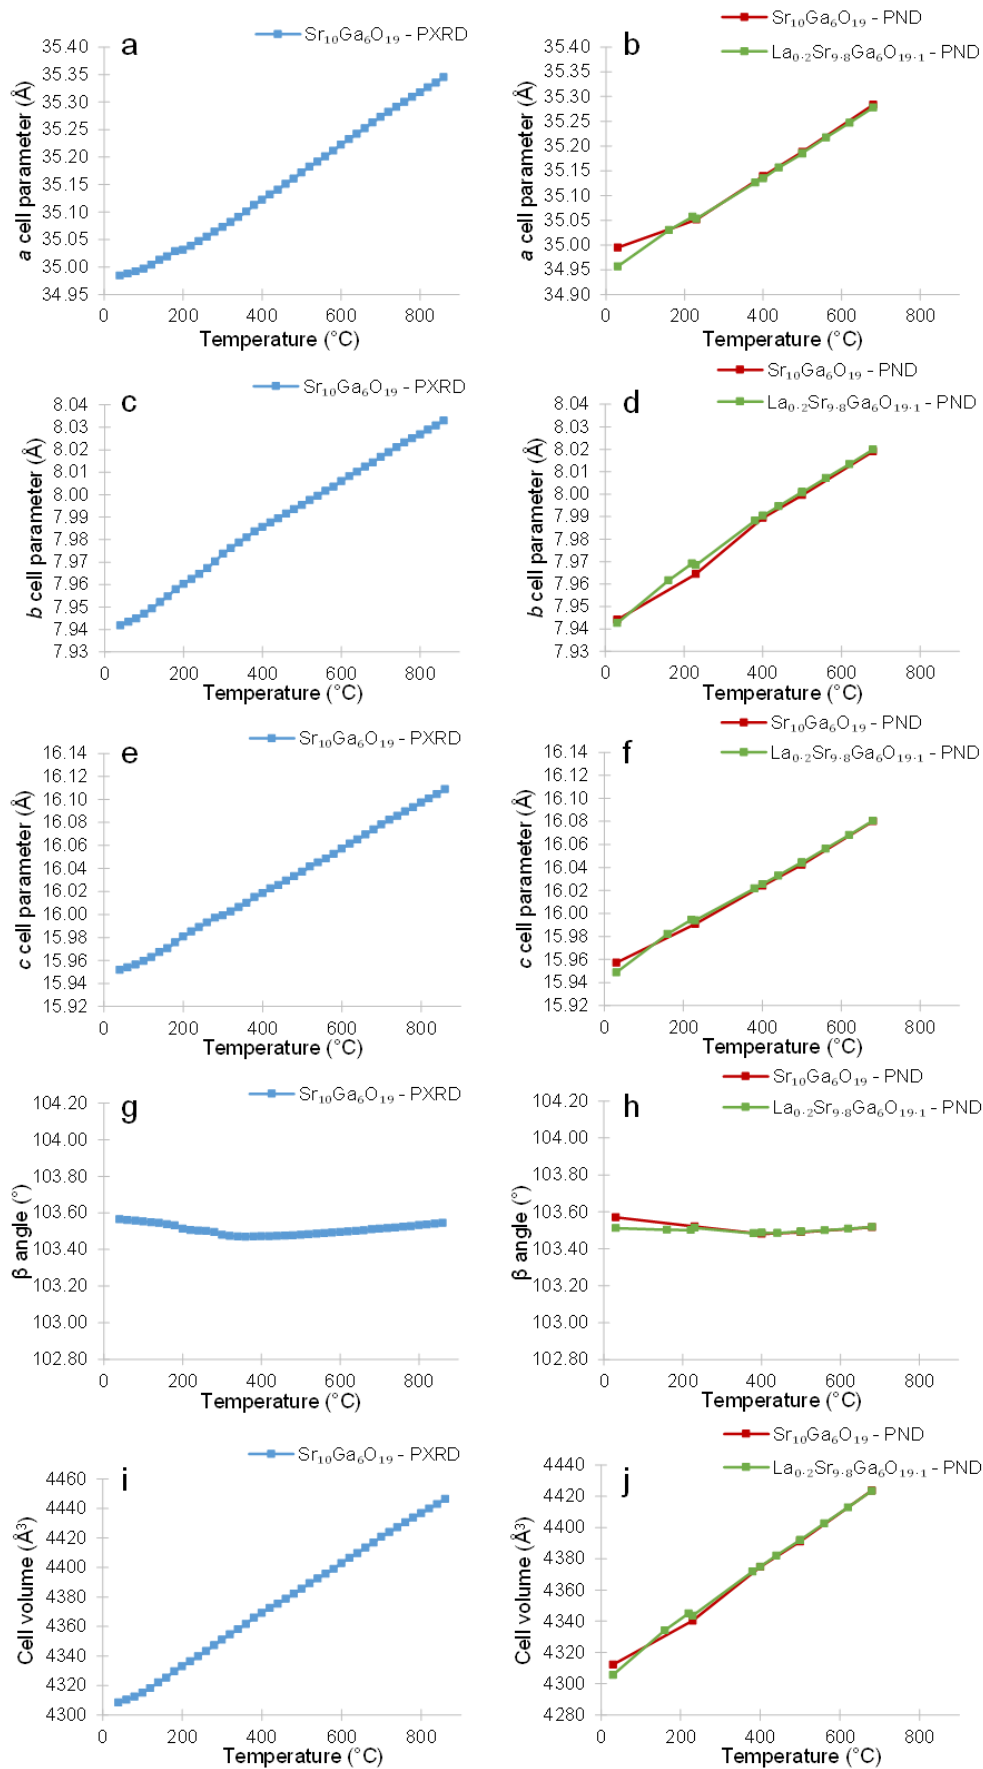 a
Sr₁₀Ga₆O₁₉ - PXRD
35.40
35.35
35.30
35.25
35.20
35.15
35.10
35.05
35.00
34.95
a cell parameter (Å)
0 200 400 600 800
Temperature (°C)
b
Sr₁₀Ga₆O₁₉ - PND
La₀.₂Sr₉.₈Ga₆O₁₉.₁ - PND
35.40
35.35
35.30
35.25
35.20
35.15
35.10
35.05
35.00
34.95
34.90
a cell parameter (Å)
0 200 400 600 800
Temperature (°C)
c
Sr₁₀Ga₆O₁₉ - PXRD
8.04
8.03
8.02
8.01
8.00
7.99
7.98
7.97
7.96
7.95
7.94
7.93
b cell parameter (Å)
0 200 400 600 800
Temperature (°C)
d
Sr₁₀Ga₆O₁₉ - PND
La₀.₂Sr₉.₈Ga₆O₁₉.₁ - PND
8.04
8.03
8.02
8.01
8.00
7.99
7.98
7.97
7.96
7.95
7.94
7.93
b cell parameter (Å)
0 200 400 600 800
Temperature (°C)
e
Sr₁₀Ga₆O₁₉ - PXRD
16.14
16.12
16.10
16.08
16.06
16.04
16.02
16.00
15.98
15.96
15.94
15.92
c cell parameter (Å)
0 200 400 600 800
Temperature (°C)
f
Sr₁₀Ga₆O₁₉ - PND
La₀.₂Sr₉.₈Ga₆O₁₉.₁ - PND
16.14
16.12
16.10
16.08
16.06
16.04
16.02
16.00
15.98
15.96
15.94
15.92
c cell parameter (Å)
0 200 400 600 800
Temperature (°C)
g
Sr₁₀Ga₆O₁₉ - PXRD
104.20
104.00
103.80
103.60
103.40
103.20
103.00
102.80
β angle (°)
0 200 400 600 800
Temperature (°C)
h
Sr₁₀Ga₆O₁₉ - PND
La₀.₂Sr₉.₈Ga₆O₁₉.₁ - PND
104.20
104.00
103.80
103.60
103.40
103.20
103.00
102.80
β angle (°)
0 200 400 600 800
Temperature (°C)
i
Sr₁₀Ga₆O₁₉ - PXRD
4460
4440
4420
4400
4380
4360
4340
4320
4300
Cell volume (Å³)
0 200 400 600 800
Temperature (°C)
j
Sr₁₀Ga₆O₁₉ - PND
La₀.₂Sr₉.₈Ga₆O₁₉.₁ - PND
4440
4420
4400
4380
4360
4340
4320
4300
4280
Cell volume (Å³)
0 200 400 600 800
Temperature (°C)